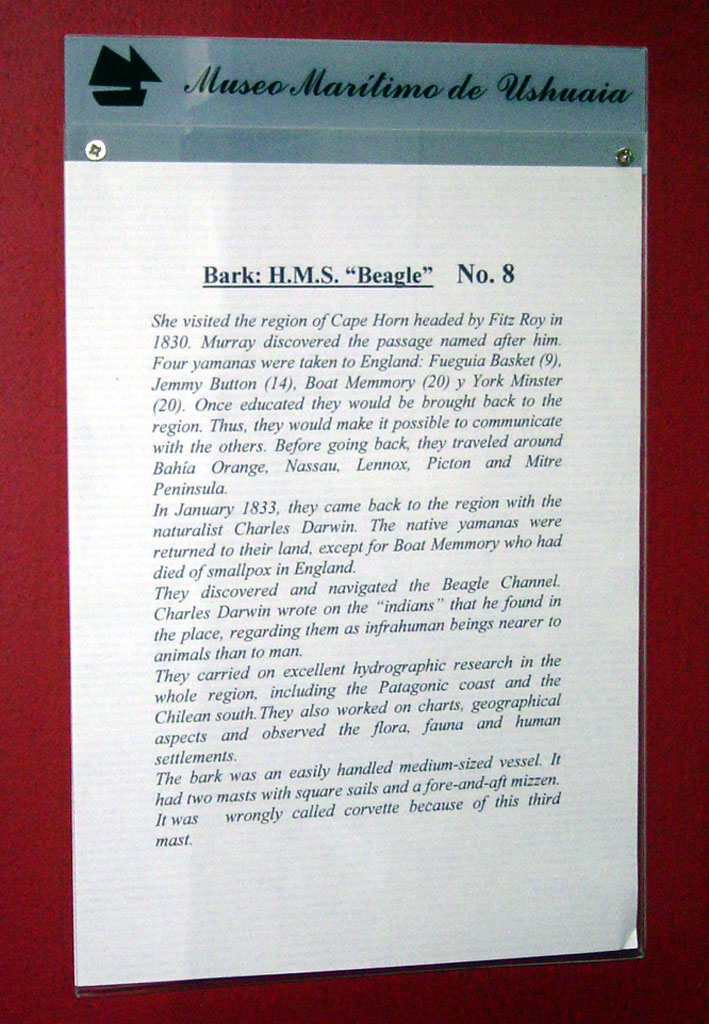 Museo Marítimo de Ushuaia
Bark: H.M.S. “Beagle” No. 8
She visited the region of Cape Horn headed by Fitz Roy in
1830. Murray discovered the passage named after him.
Four yamanas were taken to England: Fueguia Basket (9),
Jemmy Button (14), Boat Memmory (20) y York Minster
(20). Once educated they would be brought back to the
region. Thus, they would make it possible to communicate
with the others. Before going back, they traveled around
Bahía Orange, Nassau, Lennox, Picton and Mitre
Peninsula.
In January 1833, they came back to the region with the
naturalist Charles Darwin. The native yamanas were
returned to their land, except for Boat Memmory who had
died of smallpox in England.
They discovered and navigated the Beagle Channel.
Charles Darwin wrote on the “indians” that he found in
the place, regarding them as infrahuman beings nearer to
animals than to man.
They carried on excellent hydrographic research in the
whole region, including the Patagonic coast and the
Chilean south. They also worked on charts, geographical
aspects and observed the flora, fauna and human
settlements.
The bark was an easily handled medium-sized vessel. It
had two masts with square sails and a fore-and-aft mizzen.
It was wrongly called corvette because of this third
mast.